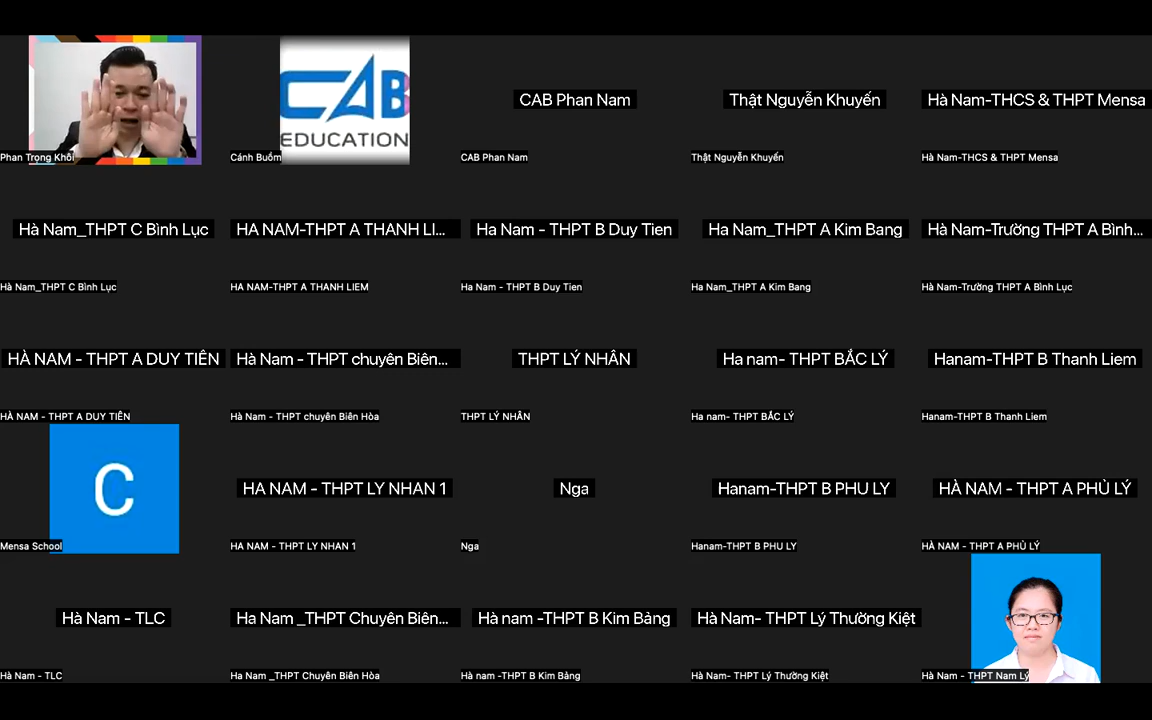 Phan Trọng Khôi
CAB
EDUCATION
Cánh Buồm
CAB Phan Nam
CAB Phan Nam
Thật Nguyễn Khuyến
Thật Nguyễn Khuyến
Hà Nam-THCS & THPT Mensa
Hà Nam-THCS & THPT Mensa
Hà Nam_THPT C Bình Lục
Hà Nam_THPT C Bình Lục
HA NAM-THPT A THANH LI...
HA NAM-THPT A THANH LIEM
Ha Nam - THPT B Duy Tien
Ha Nam - THPT B Duy Tien
Ha Nam_THPT A Kim Bang
Ha Nam_THPT A Kim Bang
Hà Nam-Trường THPT A Bình...
Hà Nam-Trường THPT A Bình Lục
HÀ NAM - THPT A DUY TIÊN
HÀ NAM - THPT A DUY TIÊN
Hà Nam - THPT chuyên Biên...
Hà Nam - THPT chuyên Biên Hòa
THPT LÝ NHÂN
THPT LÝ NHÂN
Ha nam- THPT BẮC LÝ
Ha nam- THPT BẮC LÝ
Hanam-THPT B Thanh Liem
Hanam-THPT B Thanh Liem
C
Mensa School
HA NAM - THPT LY NHAN 1
HA NAM - THPT LY NHAN 1
Nga
Nga
Hanam-THPT B PHU LY
Hanam-THPT B PHU LY
HÀ NAM - THPT A PHỦ LÝ
HÀ NAM - THPT A PHỦ LÝ
Hà Nam - TLC
Hà Nam - TLC
Ha Nam _THPT Chuyên Biên...
Ha Nam _THPT Chuyên Biên Hòa
Hà nam -THPT B Kim Bảng
Hà nam -THPT B Kim Bảng
Hà Nam- THPT Lý Thường Kiệt
Hà Nam- THPT Lý Thường Kiệt
Hà Nam - THPT Nam Lý